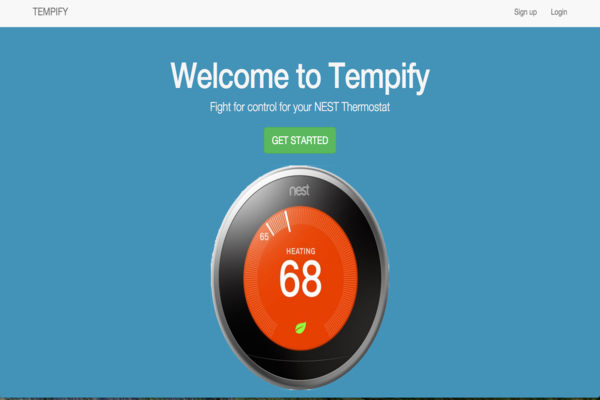 TEMPIFY
Sign up
Login
Welcome to Tempify
Fight for control for your NEST Thermostat
GET STARTED
nest
65
HEATING
68